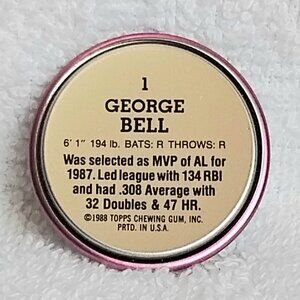 1
GEORGE
BELL
6' 1" 194 lb. BATS: R THROWS: R
Was selected as MVP of AL for
1987. Led league with 134 RBI
and had .308 Average with
32 Doubles & 47 HR.
©1988 TOPPS CHEWING GUM, INC.
PRTD. IN U.S.A.